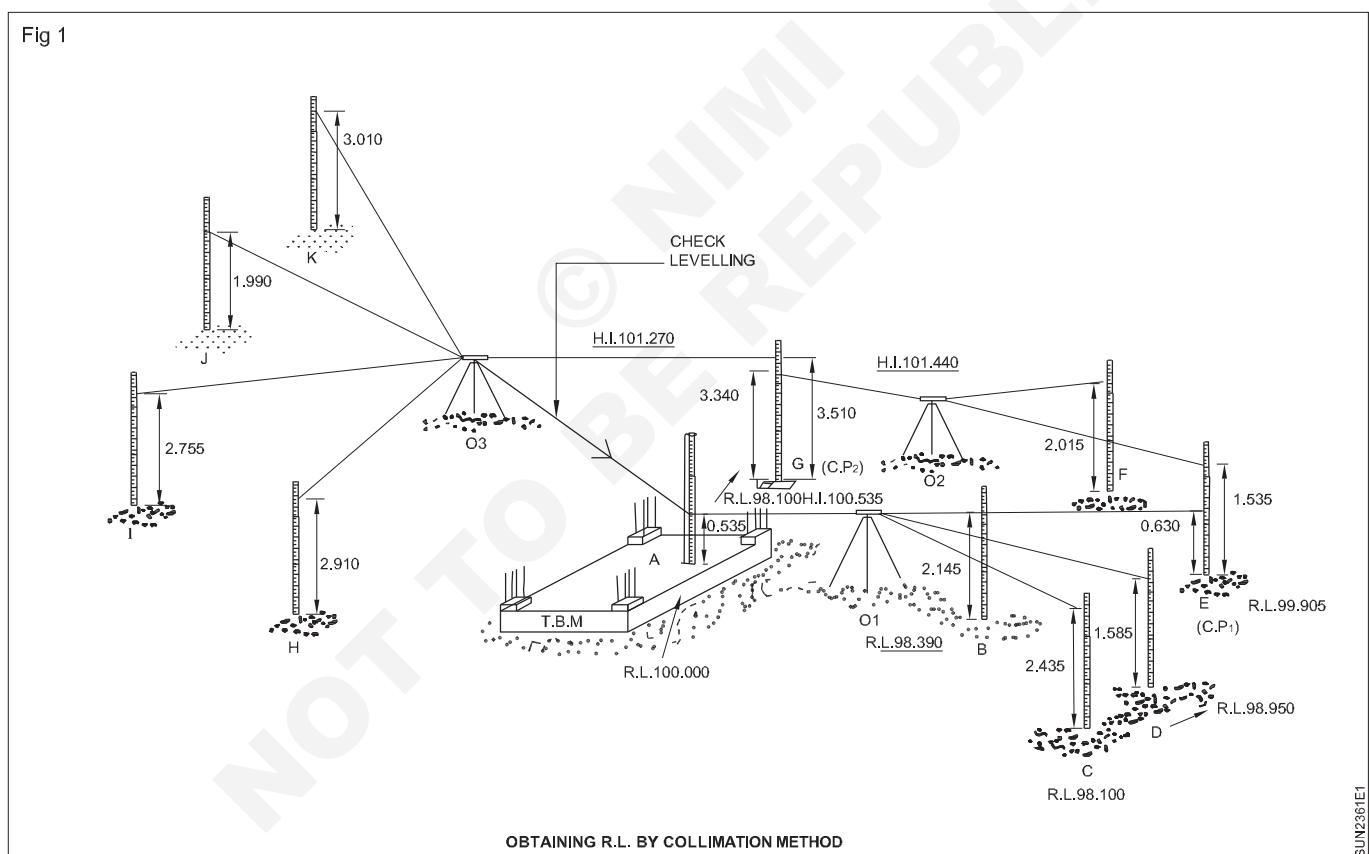 Fig 1
© NIMI
NOT TO BE REPUBL
3.010
K
CHECK
LEVELLING
1.990
J
H.I.101.270
H.I.101.440
3.340
3.510
2.755
O3
G (C.P2)
O2
2.015
F
1.535
I
R.L.98.100
H.I.100.535
0.630
A
0.535
2.910
2.145
E
R.L.99.905
(C.P1)
T.B.M
O1
B
1.585
H
R.L.98.390
2.435
R.L.100.000
R.L.98.950
D
C
R.L.98.100
OBTAINING R.L. BY COLLIMATION METHOD
SUN2361E1